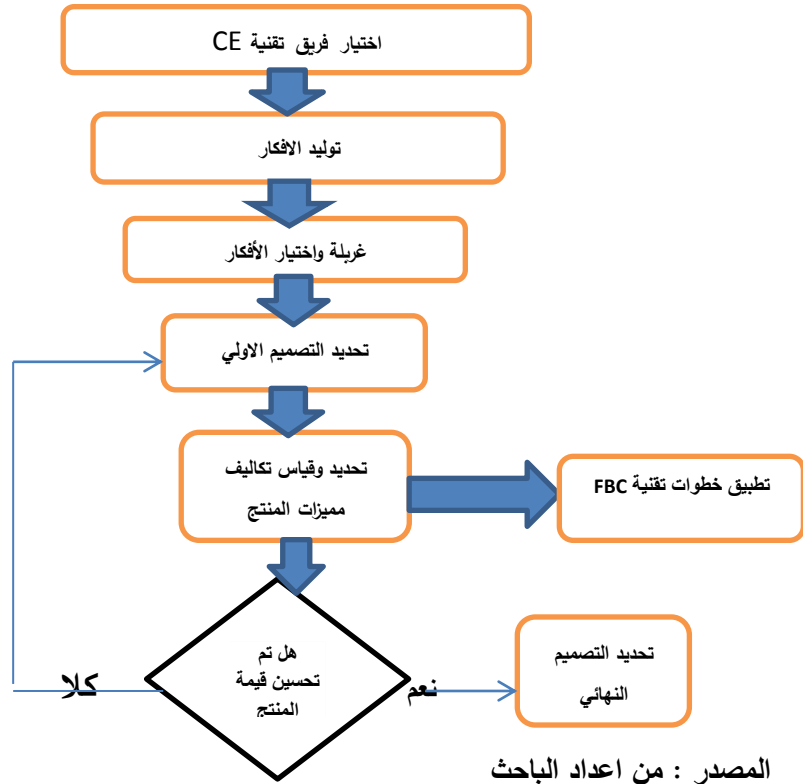 اختيار فريق تقنية CE
توليد الافكار
غربلة واختيار الأفكار
تحديد التصميم الاولي
تحديد وقياس تكاليف
مميزات المنتج
تطبيق خطوات تقنية FBC
هل تم
تحسين قيمة
المنتج
نعم
كلا
تحديد التصميم
النهائي
المصدر : من اعداد الباحث